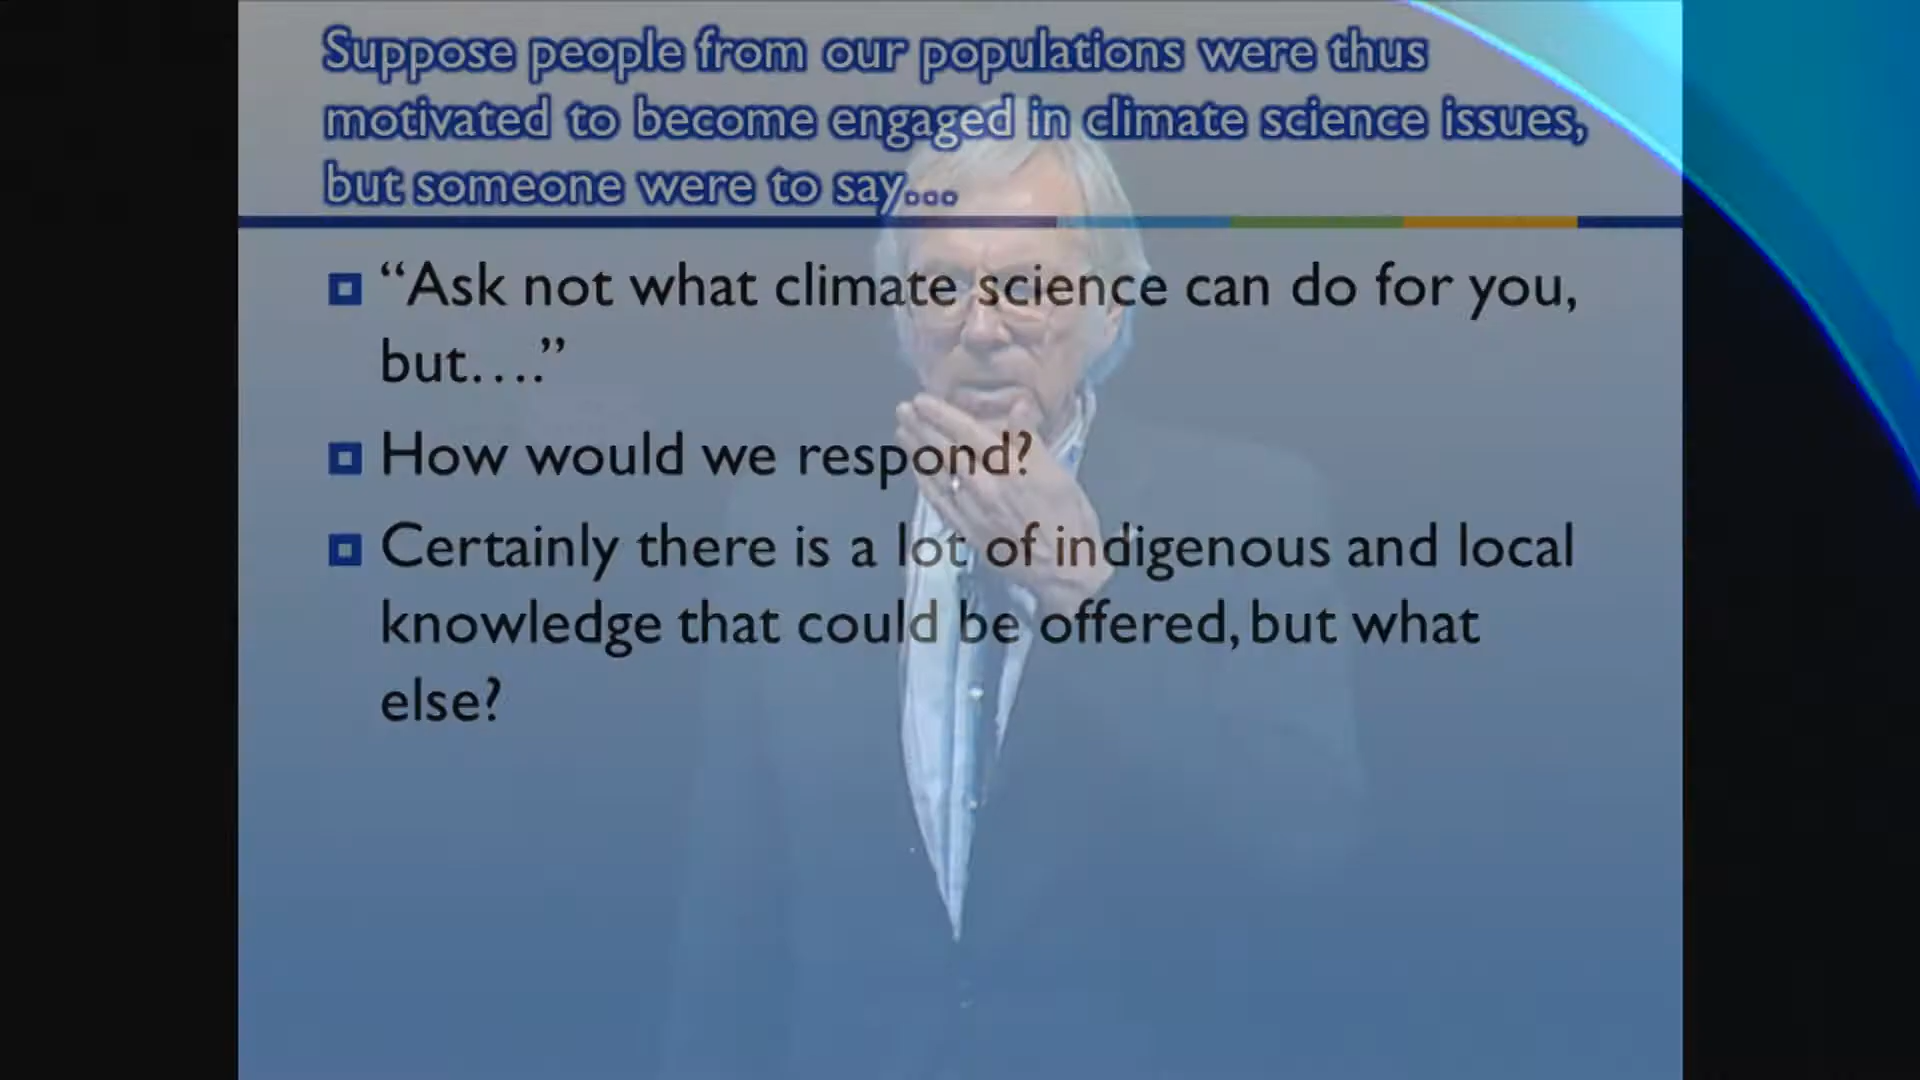 Suppose people from our populations were thus
motivated to become engaged in climate science issues,
but someone were to say...
“Ask not what climate science can do for you,
but....”
How would we respond?
Certainly there is a lot of indigenous and local
knowledge that could be offered, but what
else?